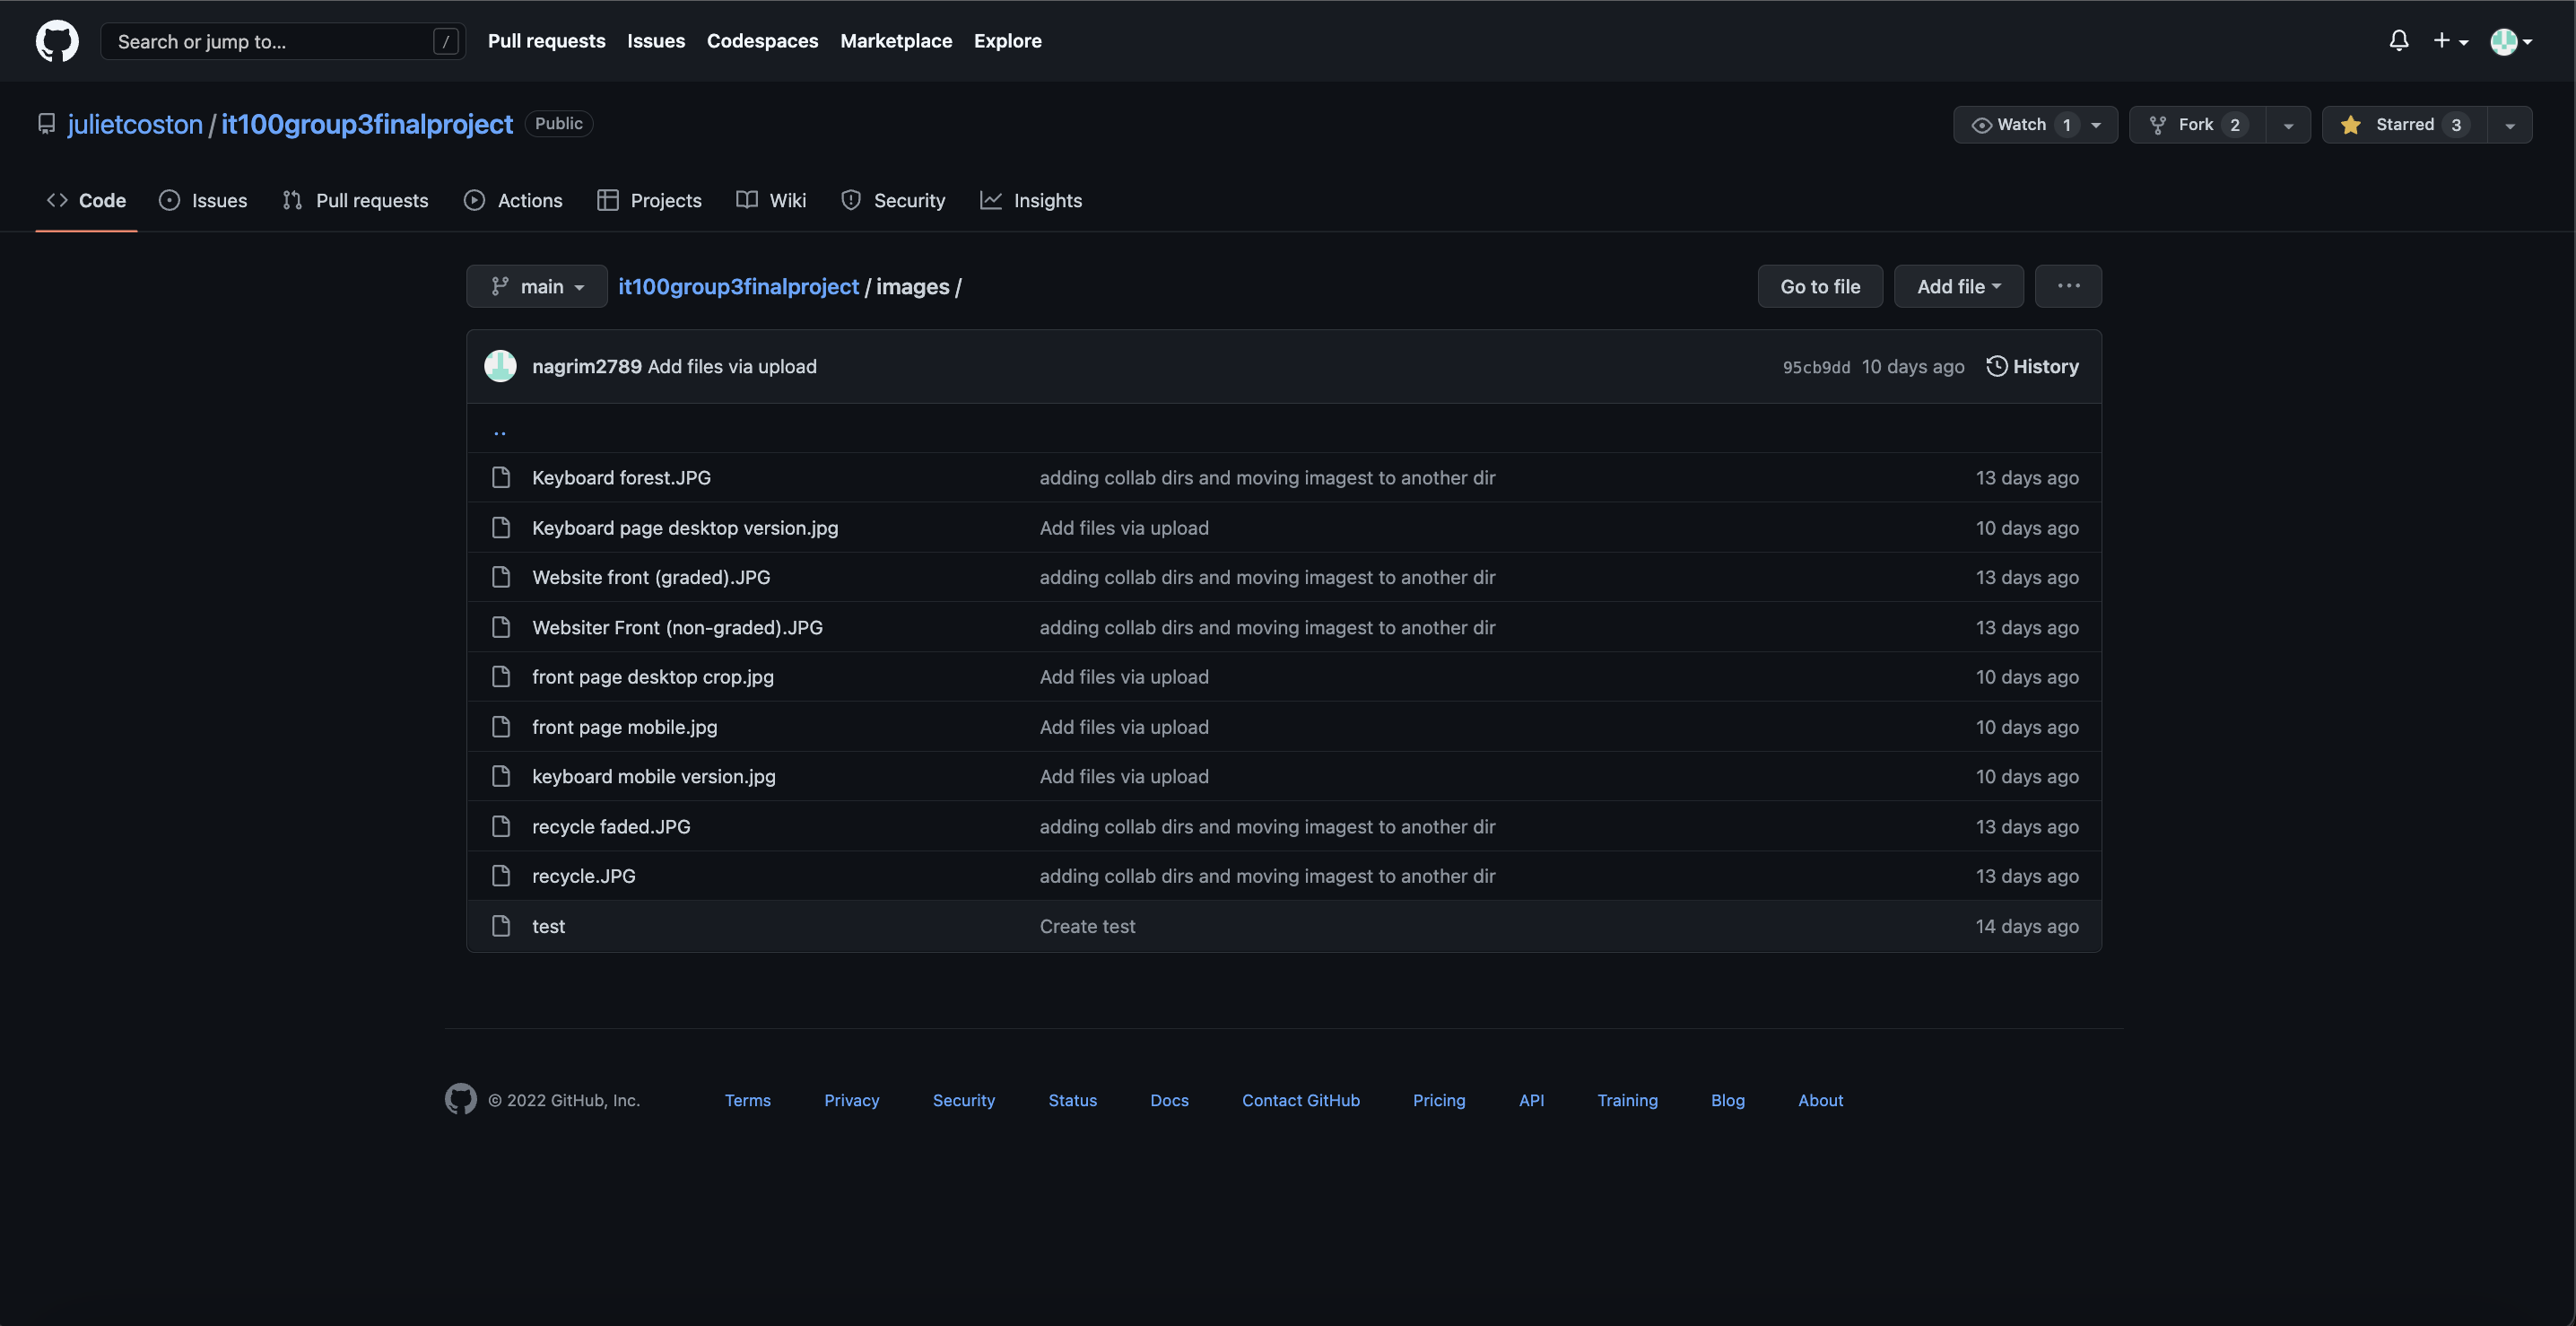 Search or jump to... / Pull requests Issues Codespaces Marketplace Explore
julietcoston / it100group3finalproject Public Watch 1 Fork 2 Starred 3
Code Issues Pull requests Actions Projects Wiki Security Insights
main it100group3finalproject / images / Go to file Add file ...
nagrim2789 Add files via upload 95cb9dd 10 days ago History
..
Keyboard forest.JPG adding collab dirs and moving imagest to another dir 13 days ago
Keyboard page desktop version.jpg Add files via upload 10 days ago
Website front (graded).JPG adding collab dirs and moving imagest to another dir 13 days ago
Websiter Front (non-graded).JPG adding collab dirs and moving imagest to another dir 13 days ago
front page desktop crop.jpg Add files via upload 10 days ago
front page mobile.jpg Add files via upload 10 days ago
keyboard mobile version.jpg Add files via upload 10 days ago
recycle faded.JPG adding collab dirs and moving imagest to another dir 13 days ago
recycle.JPG adding collab dirs and moving imagest to another dir 13 days ago
test Create test 14 days ago
© 2022 GitHub, Inc. Terms Privacy Security Status Docs Contact GitHub Pricing API Training Blog About